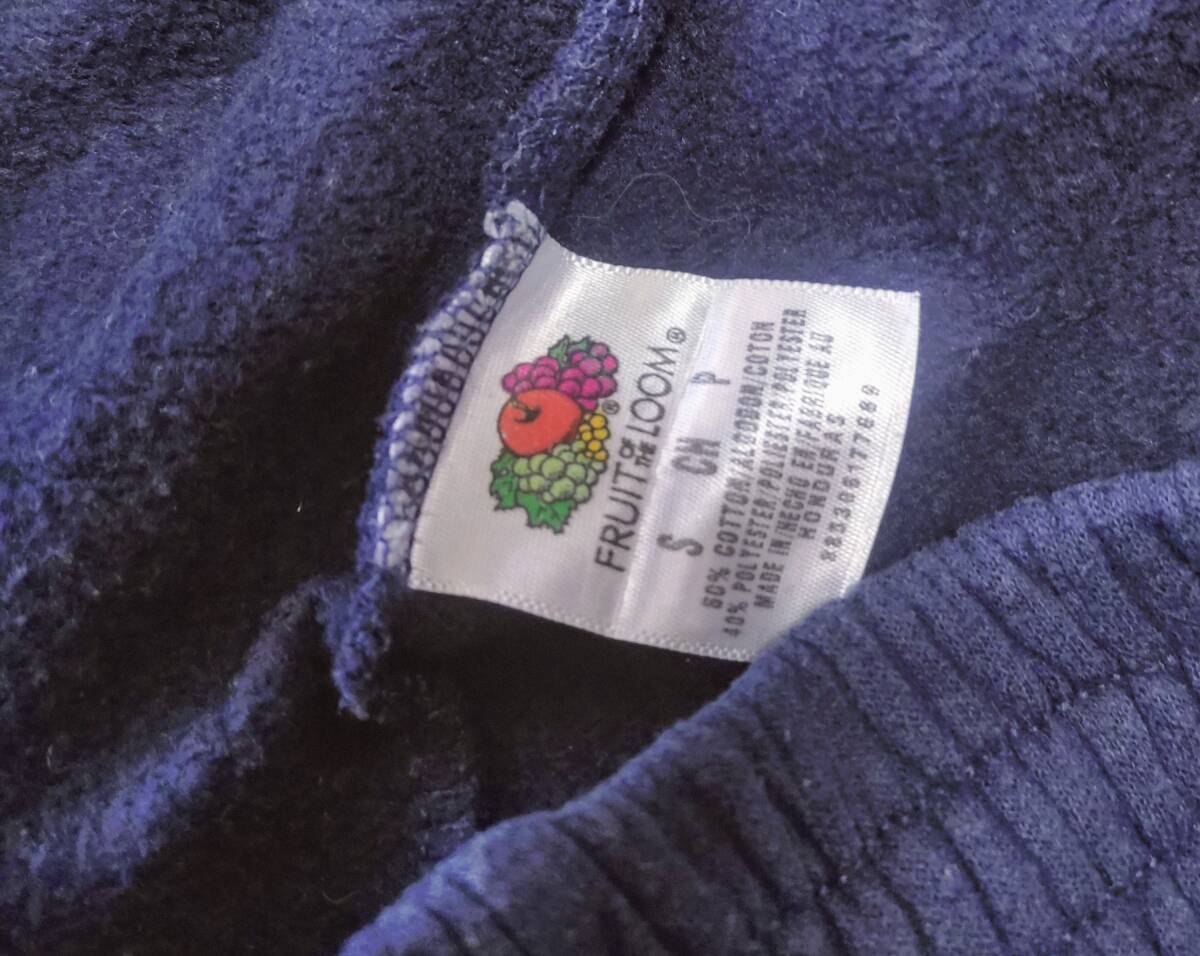 ®
FRUIT OF THE LOOM®
S CH P
60% COTTON/ALGODON/COTON
40% POLYESTER/POLIESTER/POLYESTER
MADE IN/HECHO EN/FABRIQUE AU
HONDURAS